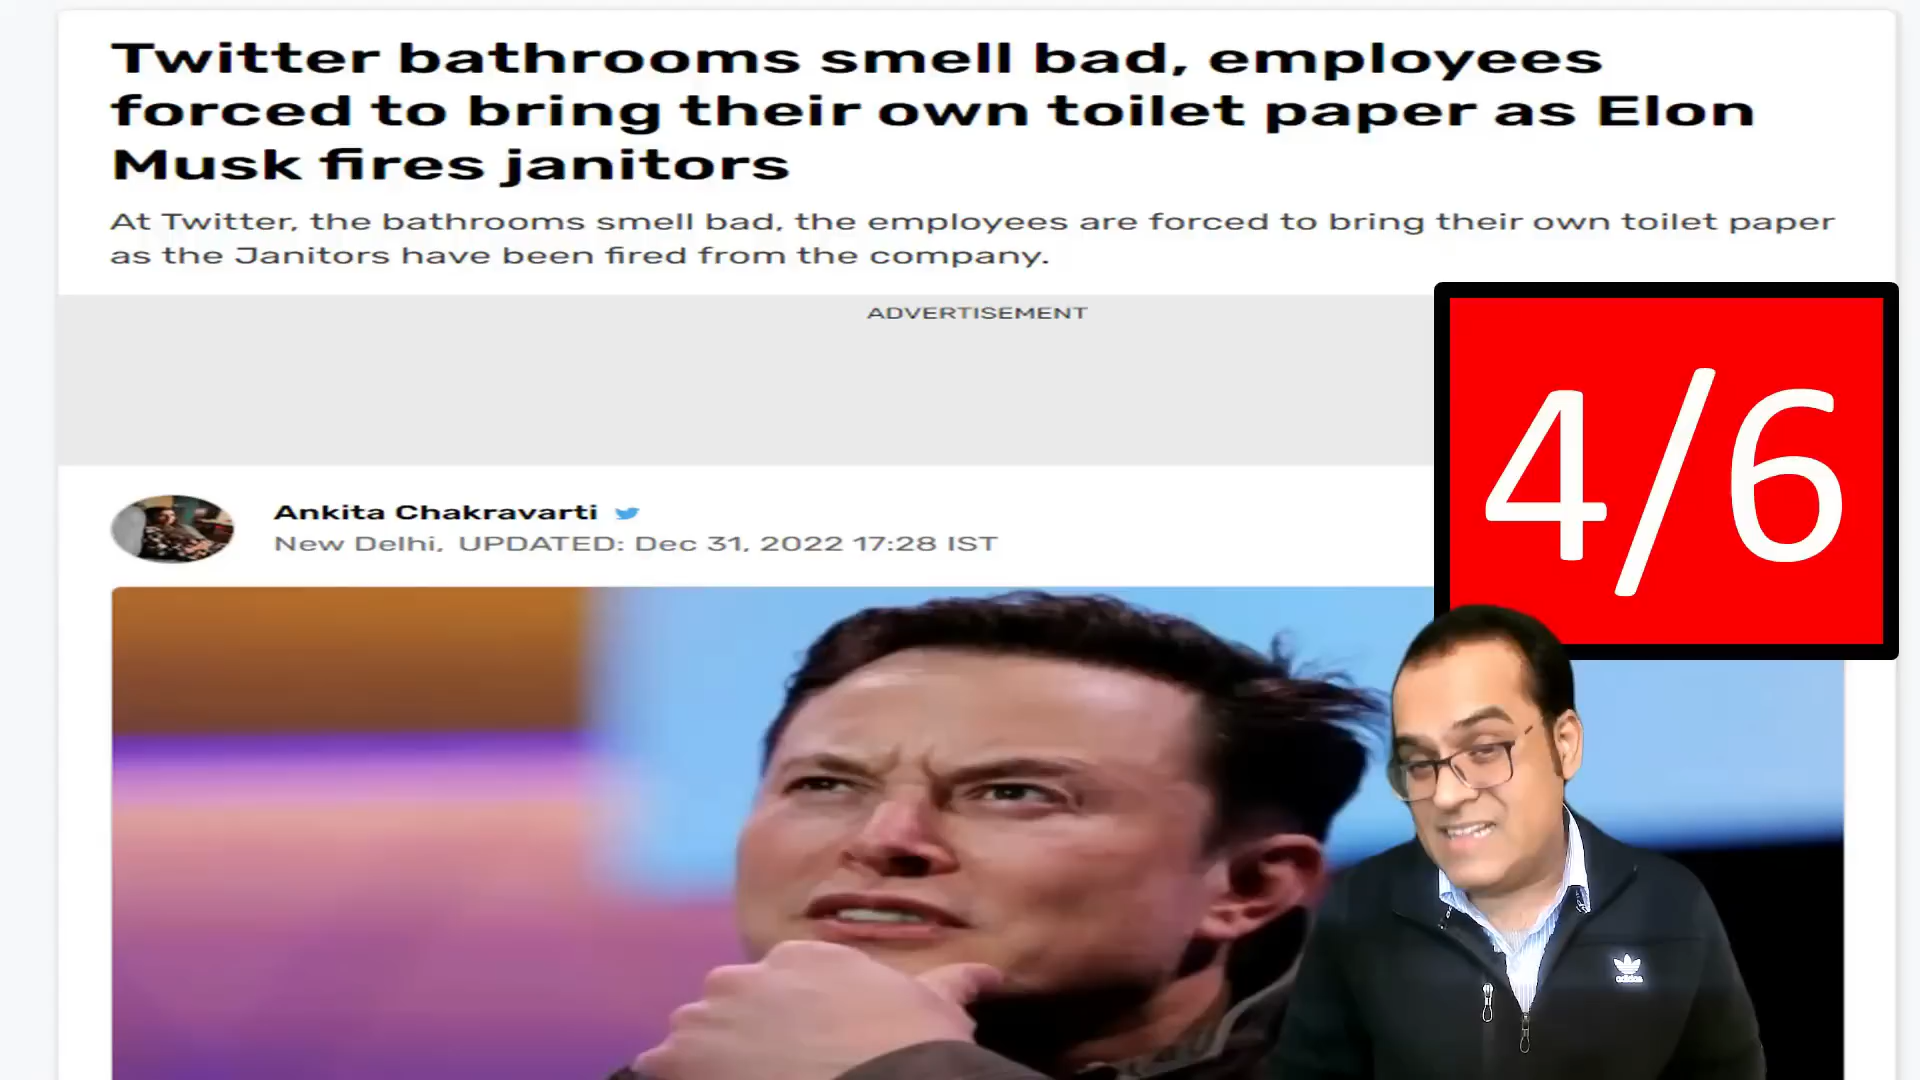 Twitter bathrooms smell bad, employees
forced to bring their own toilet paper as Elon
Musk fires janitors
At Twitter, the bathrooms smell bad, the employees are forced to bring their own toilet paper
as the Janitors have been fired from the company.
ADVERTISEMENT
4/6
Ankita Chakravarti
New Delhi, UPDATED: Dec 31, 2022 17:28 IST
adidas